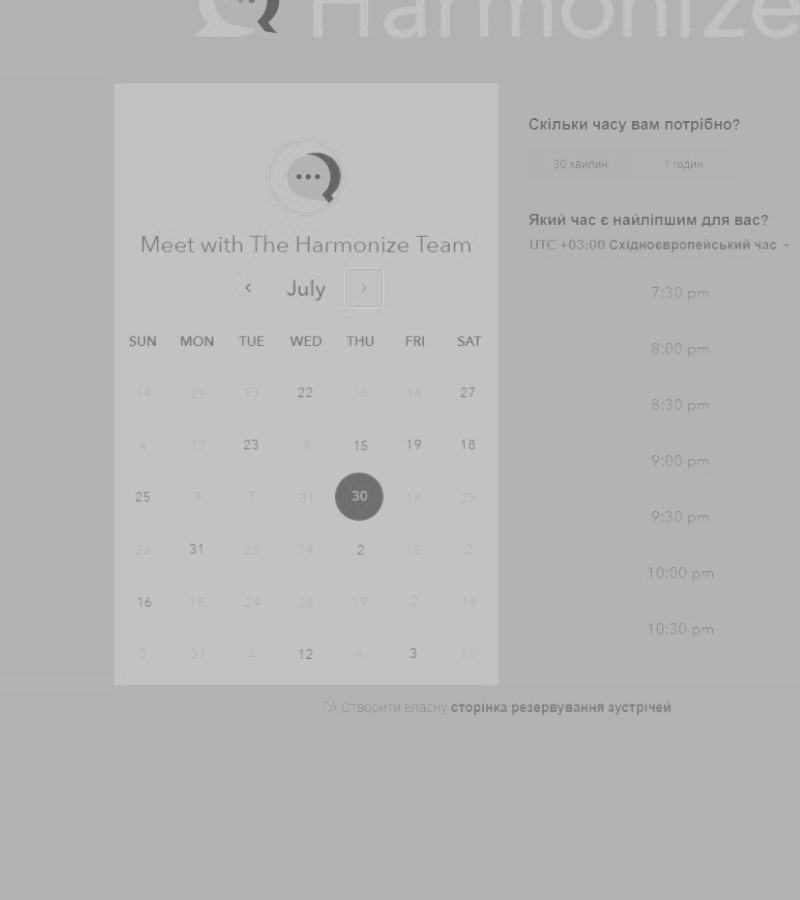 Harmonize
Meet with The Harmonize Team
July
SUN MON TUE WED THU FRI SAT
14 29 13 22 16 14 27
4 17 23 9 15 19 18
25 7 31 30 18 28
26 31 29 14 2 18 2
16 18 24 28 19 2 16
5 31 4 12 3 11
Скільки часу вам потрібно?
30 хвилин 1 годин
Який час є найліпшим для вас?
UTC +03:00 Східноєвропейський час
7:30 pm
8:00 pm
8:30 pm
9:00 pm
9:30 pm
10:00 pm
10:30 pm
Створити власну сторінка резервування зустрічей